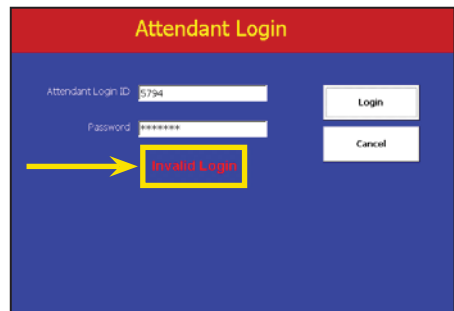 Attendant Login
Attendant Login ID 5794
Login
Password *******
Cancel
Invalid Login